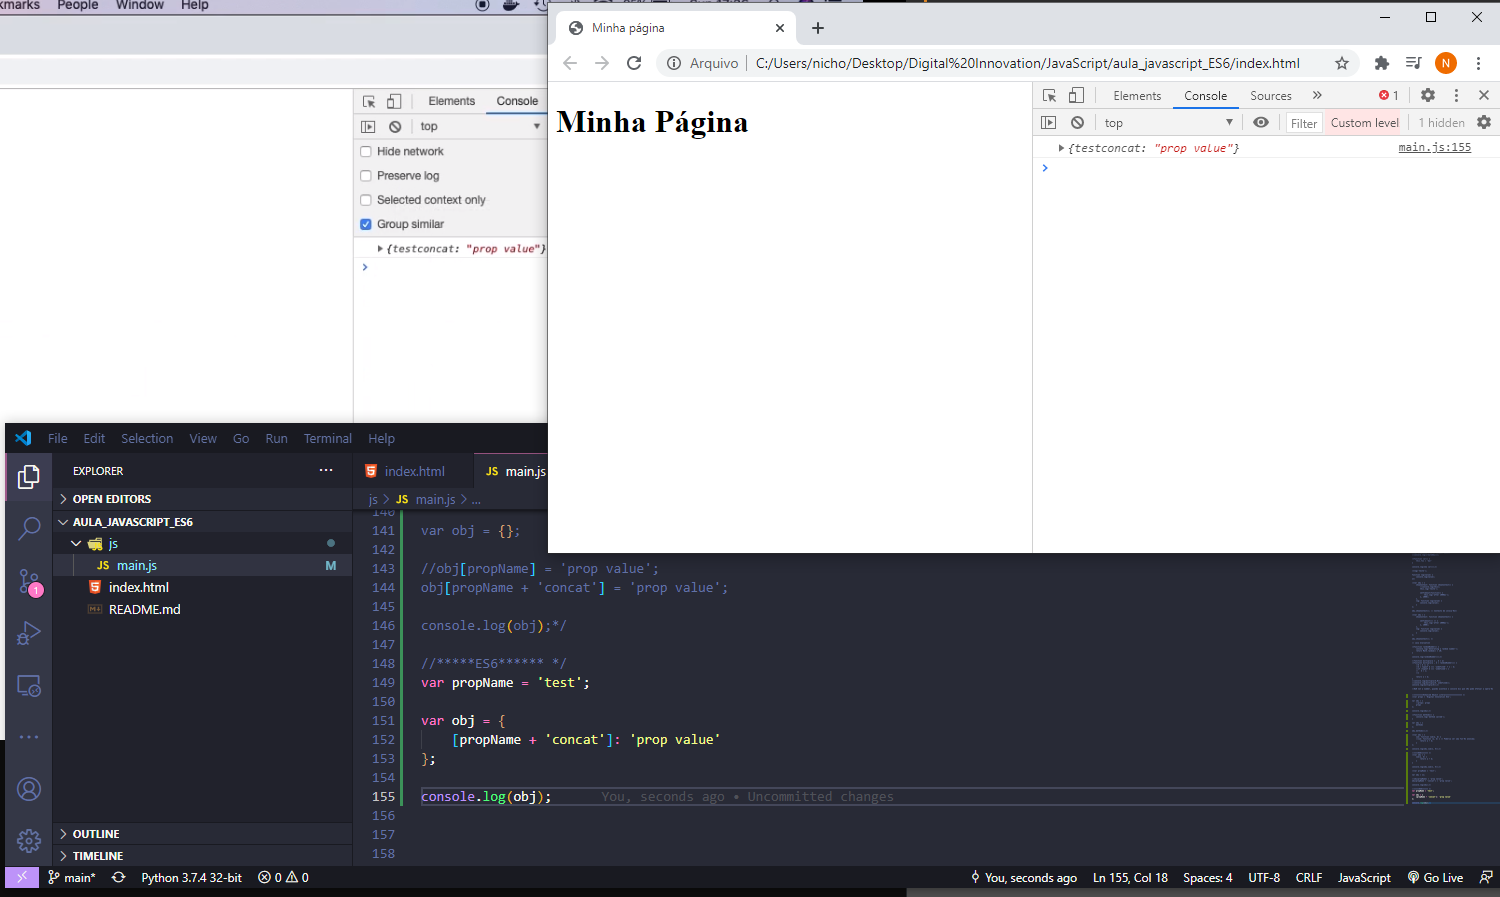 kmarks People Window Help
Elements Console
top
Hide network
Preserve log
Selected context only
Group similar
{testconcat: "prop value"}
Minha página
Arquivo C:/Users/nicho/Desktop/Digital%20Innovation/JavaScript/aula_javascript_ES6/index.html N
Elements Console Sources » 1
top Filter Custom level 1 hidden
Minha Página
{testconcat: "prop value"} main.js:155
File Edit Selection View Go Run Terminal Help
EXPLORER ...
OPEN EDITORS
AULA_JAVASCRIPT_ES6
js
JS main.js M
index.html
README.md
1
OUTLINE
TIMELINE
index.html JS main.js
js > JS main.js > ...
140
141 var obj = {};
142
143 //obj[propName] = 'prop value';
144 obj[propName + 'concat'] = 'prop value';
145
146 console.log(obj);*/
147
148 //*****ES6****** */
149 var propName = 'test';
150
151 var obj = {
152 [propName + 'concat']: 'prop value'
153 };
154
155 console.log(obj); You, seconds ago • Uncommitted changes
156
157
158
main* Python 3.7.4 32-bit 0 0 You, seconds ago Ln 155, Col 18 Spaces: 4 UTF-8 CRLF JavaScript Go Live